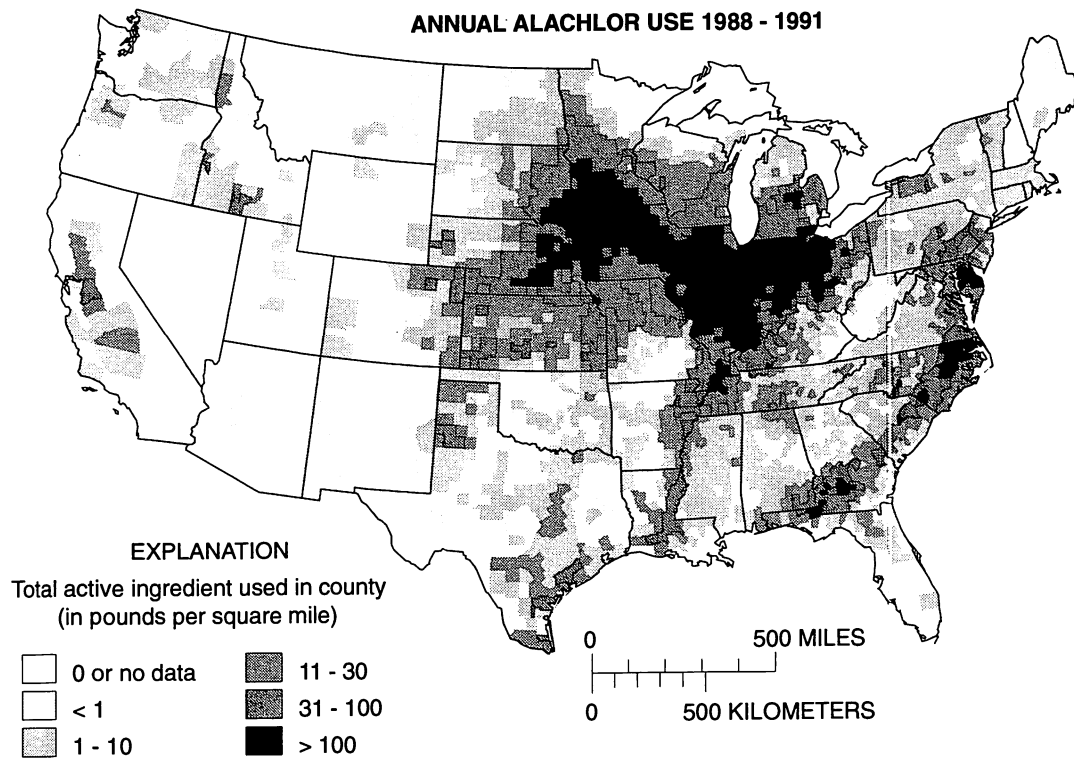 ANNUAL ALACHLOR USE 1988 - 1991
EXPLANATION
Total active ingredient used in county
(in pounds per square mile)
0 or no data
< 1
1 - 10
11 - 30
31 - 100
> 100
0 500 MILES
0 500 KILOMETERS